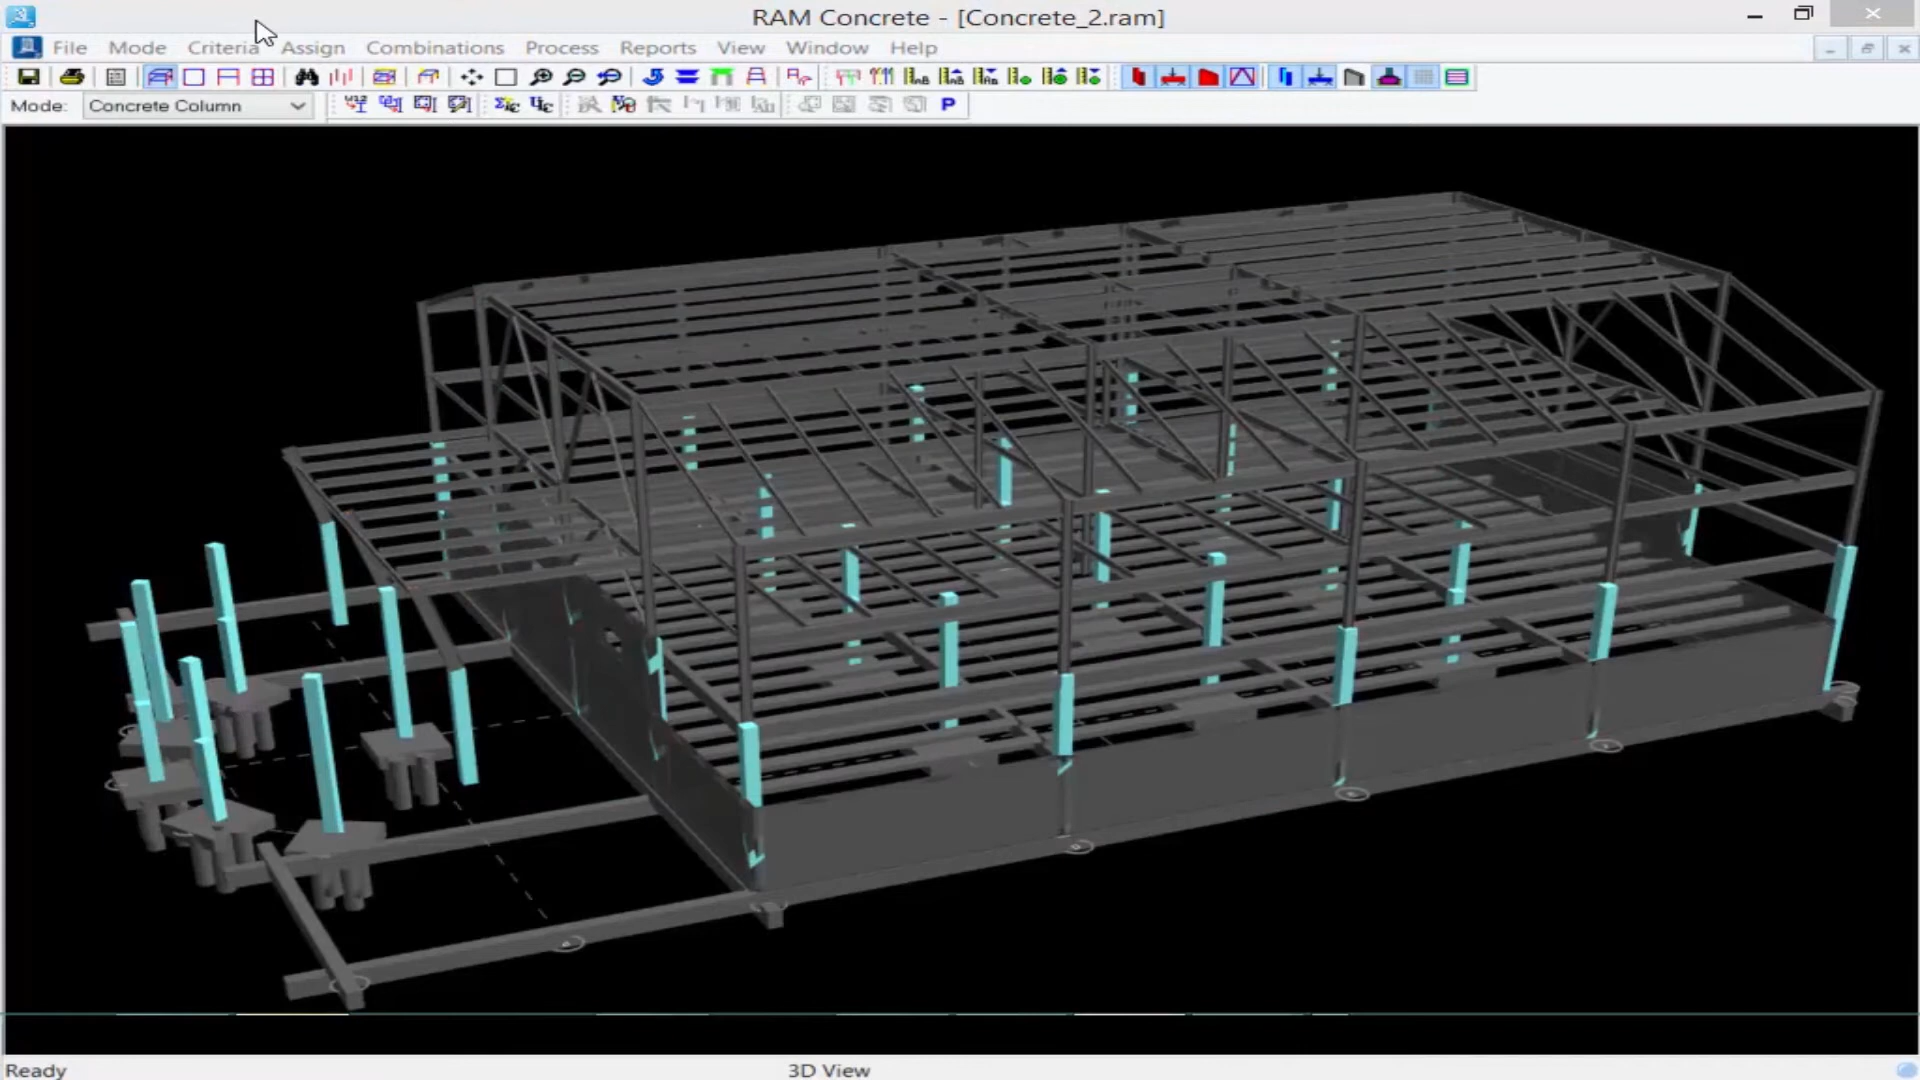 RAM Concrete - [Concrete_2.ram]
File Mode Criteria Assign Combinations Process Reports View Window Help
Mode: Concrete Column
P
Ready
3D View